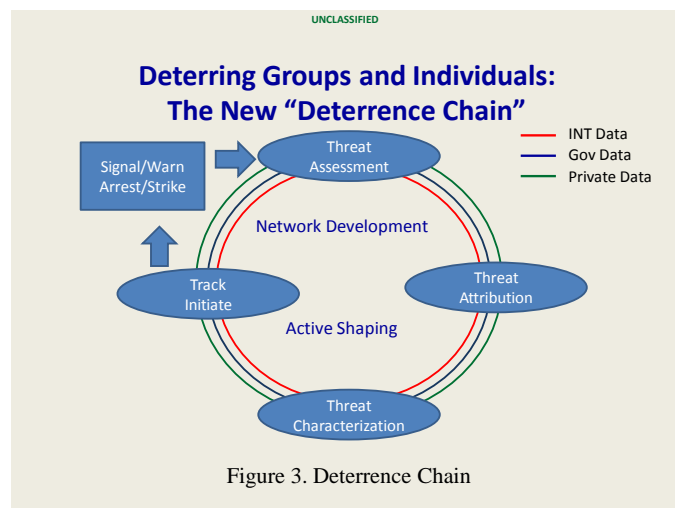 UNCLASSIFIED
Deterring Groups and Individuals:
The New “Deterrence Chain”
INT Data
Gov Data
Private Data
Signal/Warn
Arrest/Strike
Threat
Assessment
Network Development
Track
Initiate
Threat
Attribution
Active Shaping
Threat
Characterization
Figure 3. Deterrence Chain